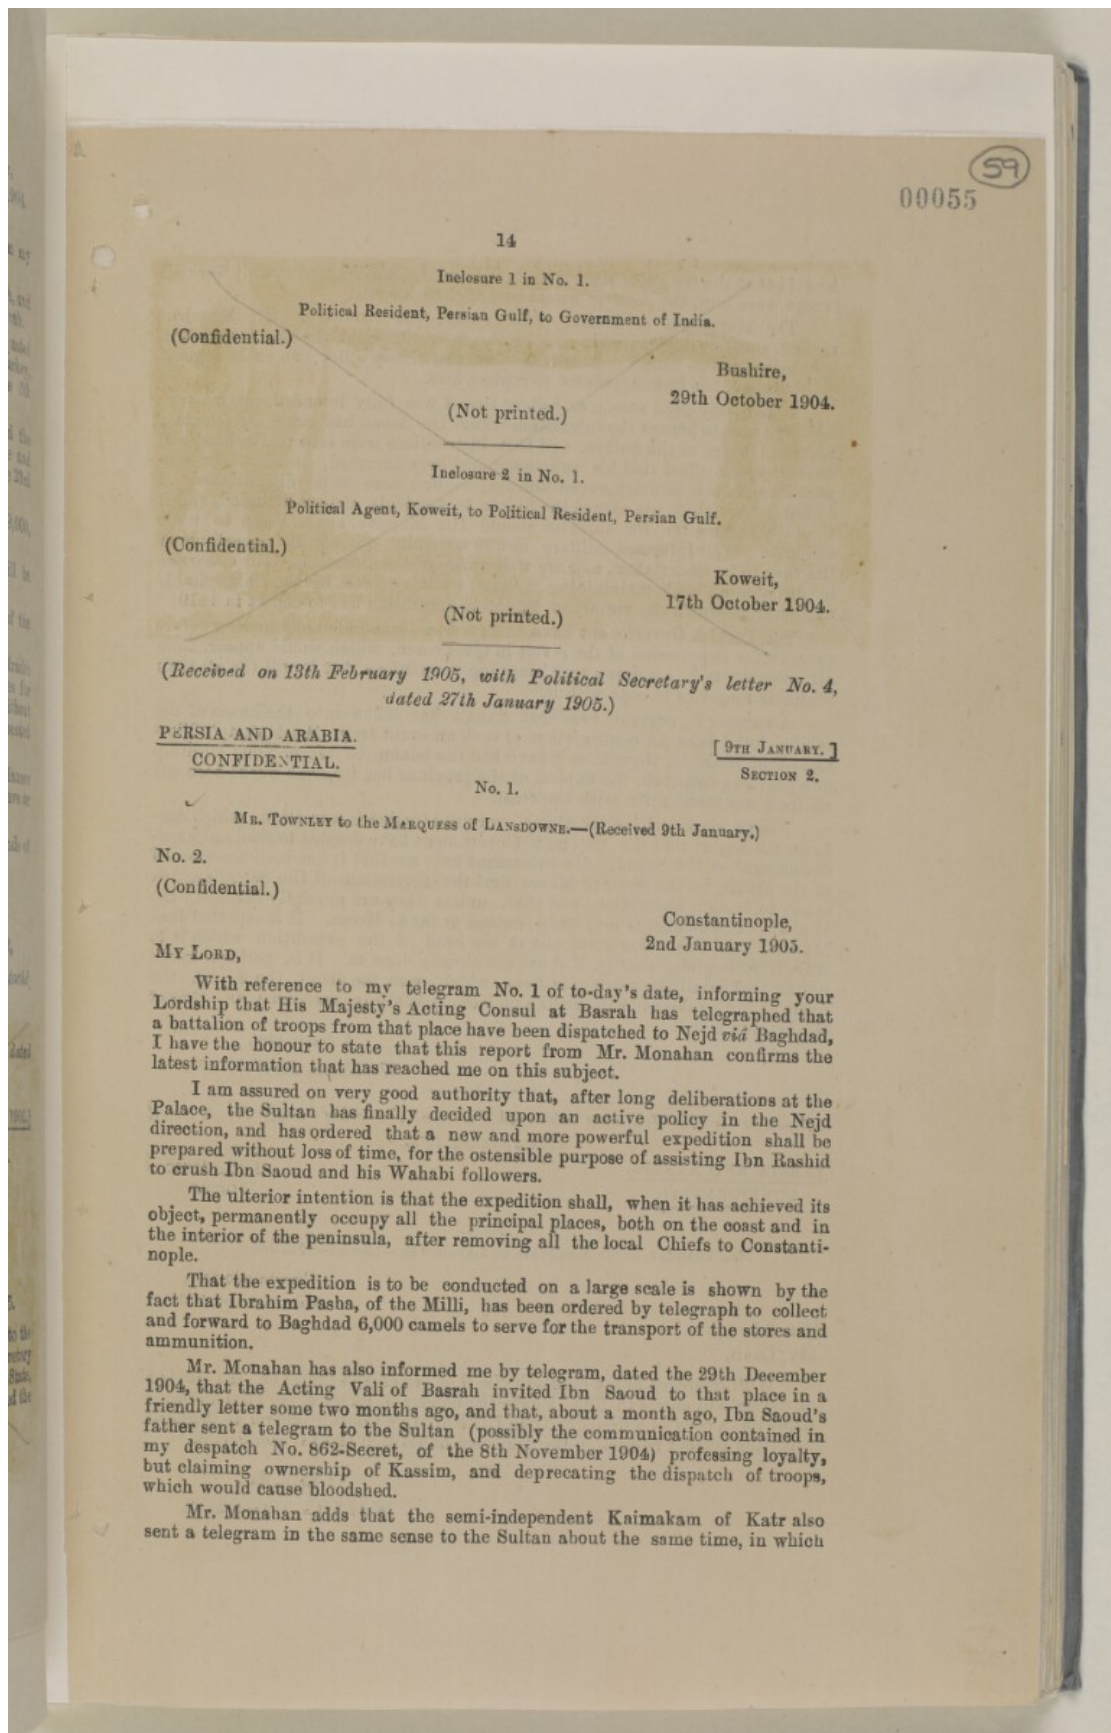 59
00055
14
Inclosure 1 in No. 1.
Political Resident, Persian Gulf, to Government of India.
(Confidential.)
Bushire,
29th October 1904.
(Not printed.)
Inclosure 2 in No. 1.
Political Agent, Koweit, to Political Resident, Persian Gulf.
(Confidential.)
Koweit,
17th October 1904.
(Not printed.)
(Received on 13th February 1905, with Political Secretary's letter No. 4,
dated 27th January 1905.)
PERSIA AND ARABIA.
[9TH JANUARY.]
CONFIDENTIAL.
SECTION 2.
No. 1.
MR. TOWNLEY to the MARQUESS of LANSDOWNE.—(Received 9th January.)
No. 2.
(Confidential.)
Constantinople,
2nd January 1905.
MY LORD,
With reference to my telegram No. 1 of to-day's date, informing your
Lordship that His Majesty's Acting Consul at Basrah has telegraphed that
a battalion of troops from that place have been dispatched to Nejd viâ Baghdad,
I have the honour to state that this report from Mr. Monahan confirms the
latest information that has reached me on this subject.
I am assured on very good authority that, after long deliberations at the
Palace, the Sultan has finally decided upon an active policy in the Nejd
direction, and has ordered that a new and more powerful expedition shall be
prepared without loss of time, for the ostensible purpose of assisting Ibn Rashid
to crush Ibn Saoud and his Wahabi followers.
The ulterior intention is that the expedition shall, when it has achieved its
object, permanently occupy all the principal places, both on the coast and in
the interior of the peninsula, after removing all the local Chiefs to Constanti-
nople.
That the expedition is to be conducted on a large scale is shown by the
fact that Ibrahim Pasha, of the Milli, has been ordered by telegraph to collect
and forward to Baghdad 6,000 camels to serve for the transport of the stores and
ammunition.
Mr. Monahan has also informed me by telegram, dated the 29th December
1904, that the Acting Vali of Basrah invited Ibn Saoud to that place in a
friendly letter some two months ago, and that, about a month ago, Ibn Saoud's
father sent a telegram to the Sultan (possibly the communication contained in
my despatch No. 862-Secret, of the 8th November 1904) professing loyalty,
but claiming ownership of Kassim, and deprecating the dispatch of troops,
which would cause bloodshed.
Mr. Monahan adds that the semi-independent Kaimakam of Katr also
sent a telegram in the same sense to the Sultan about the same time, in which